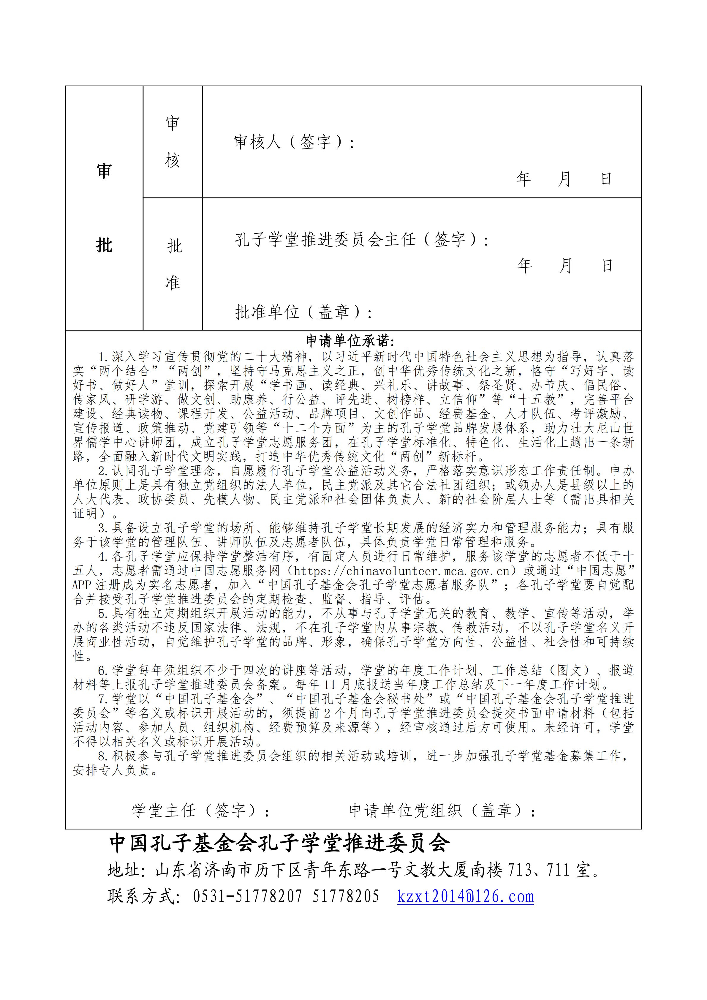 审
批
审
核
审核人（签字）：
年 月 日
批
准
孔子学堂推进委员会主任（签字）：
年 月 日
批准单位（盖章）：
申请单位承诺：
1.深入学习宣传贯彻党的二十大精神，以习近平新时代中国特色社会主义思想为指导，认真落
实“两个结合”“两创”，坚持守马克思主义之正，创中华优秀传统文化之新，恪守“写好字、读
好书、做好人”堂训，探索开展“学书画、读经典、兴礼乐、讲故事、祭圣贤、办节庆、倡民俗、
传家风、研学游、做文创、助康养、行公益、评先进、树榜样、立信仰”等“十五教”，完善平台
建设、经典读物、课程开发、公益活动、品牌项目、文创作品、经费基金、人才队伍、考评激励、
宣传报道、政策推动、党建引领等“十二个方面”为主的孔子学堂品牌发展体系，助力壮大尼山世
界儒学中心讲师团，成立孔子学堂志愿服务团，在孔子学堂标准化、特色化、生活化上趟出一条新
路，全面融入新时代文明实践，打造中华优秀传统文化“两创”新标杆。
2.认同孔子学堂理念，自愿履行孔子学堂公益活动义务，严格落实意识形态工作责任制。申办
单位原则上是具有独立党组织的法人单位，民主党派及其它合法社团组织；或领办人是县级以上的
人大代表、政协委员、先模人物、民主党派和社会团体负责人、新的社会阶层人士等（需出具相关
证明）。
3.具备设立孔子学堂的场所、能够维持孔子学堂长期发展的经济实力和管理服务能力；具有服
务于该学堂的管理队伍、讲师队伍及志愿者队伍，具体负责学堂日常管理和服务。
4.各孔子学堂应保持学堂整洁有序，有固定人员进行日常维护，服务该学堂的志愿者不低于十
五人，志愿者需通过中国志愿服务网（https://chinavolunteer.mca.gov.cn）或通过“中国志愿”
APP 注册成为实名志愿者，加入“中国孔子基金会孔子学堂志愿者服务队”；各孔子学堂要自觉配
合并接受孔子学堂推进委员会的定期检查、监督、指导、评估。
5.具有独立定期组织开展活动的能力，不从事与孔子学堂无关的教育、教学、宣传等活动，举
办的各类活动不违反国家法律、法规，不在孔子学堂内从事宗教、传教活动，不以孔子学堂名义开
展商业性活动，自觉维护孔子学堂的品牌、形象，确保孔子学堂方向性、公益性、社会性和可持续
性。
6.学堂每年须组织不少于四次的讲座等活动，学堂的年度工作计划、工作总结（图文）、报道
材料等上报孔子学堂推进委员会备案。每年 11 月底报送当年度工作总结及下一年度工作计划。
7.学堂以“中国孔子基金会”、“中国孔子基金会秘书处”或“中国孔子基金会孔子学堂推进
委员会”等名义或标识开展活动的，须提前 2 个月向孔子学堂推进委员会提交书面申请材料（包括
活动内容、参加人员、组织机构、经费预算及来源等），经审核通过后方可使用。未经许可，学堂
不得以相关名义或标识开展活动。
8.积极参与孔子学堂推进委员会组织的相关活动或培训，进一步加强孔子学堂基金募集工作，
安排专人负责。
学堂主任（签字）： 申请单位党组织（盖章）：
中国孔子基金会孔子学堂推进委员会
地址：山东省济南市历下区青年东路一号文教大厦南楼 713、711 室。
联系方式：0531-51778207 51778205 kzxt2014@126.com